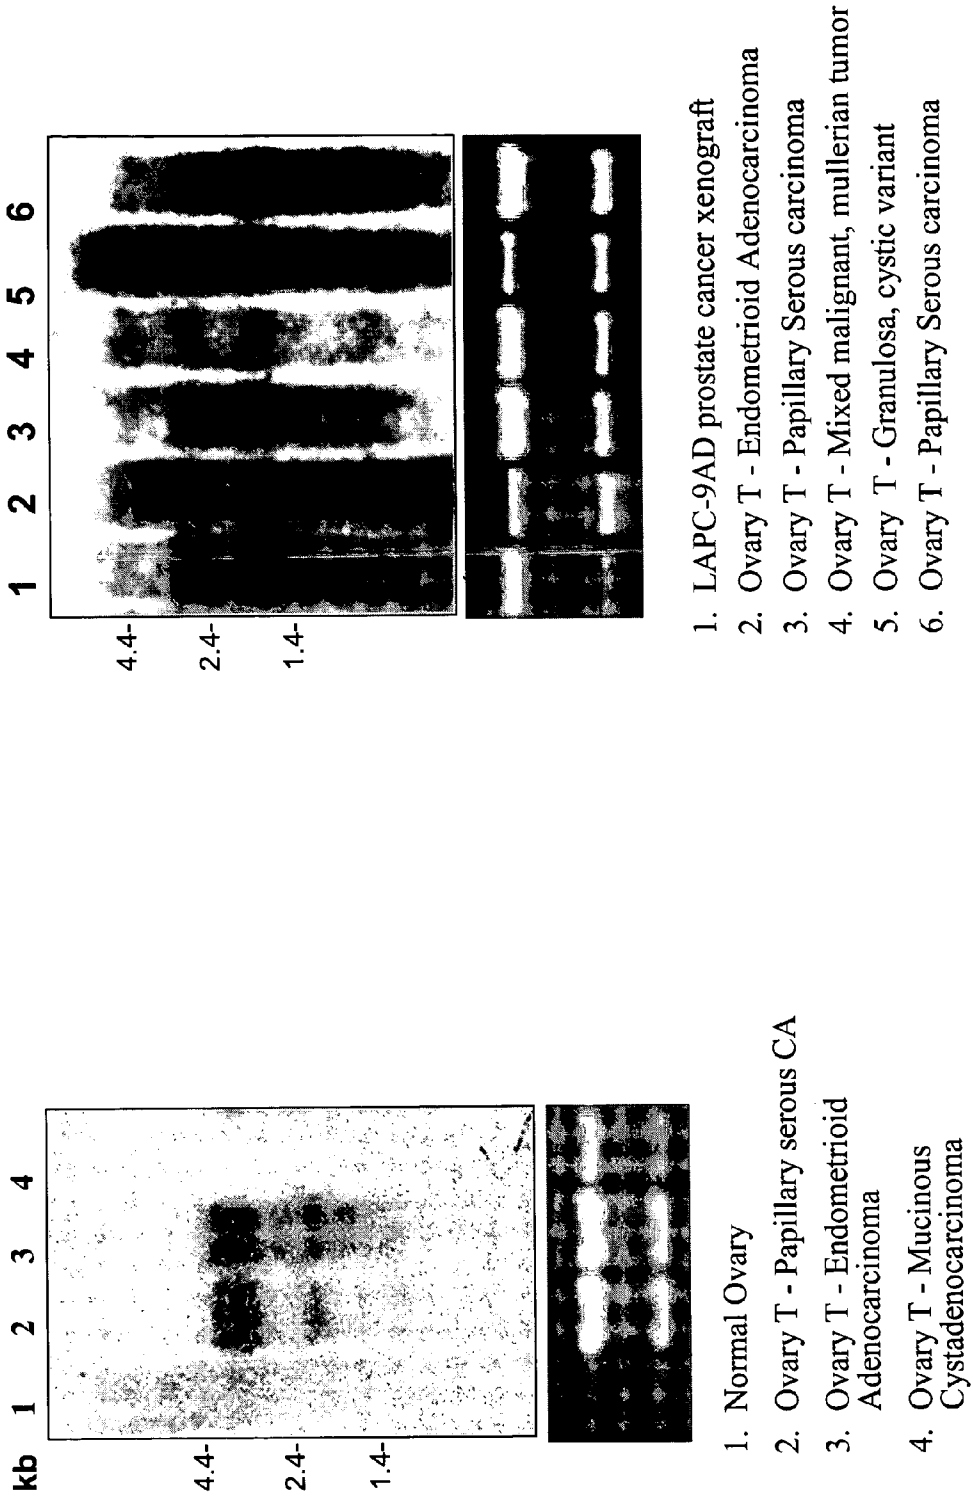 kb 1 2 3 4
4.4-
2.4-
1.4-
1. Normal Ovary
2. Ovary T - Papillary serous CA
3. Ovary T - Endometrioid
Adenocarcinoma
4. Ovary T - Mucinous
Cystadenocarcinoma
1 2 3 4 5 6
4.4-
2.4-
1.4-
1. LAPC-9AD prostate cancer xenograft
2. Ovary T - Endometrioid Adenocarcinoma
3. Ovary T - Papillary Serous carcinoma
4. Ovary T - Mixed malignant, mullerian tumor
5. Ovary T - Granulosa, cystic variant
6. Ovary T - Papillary Serous carcinoma